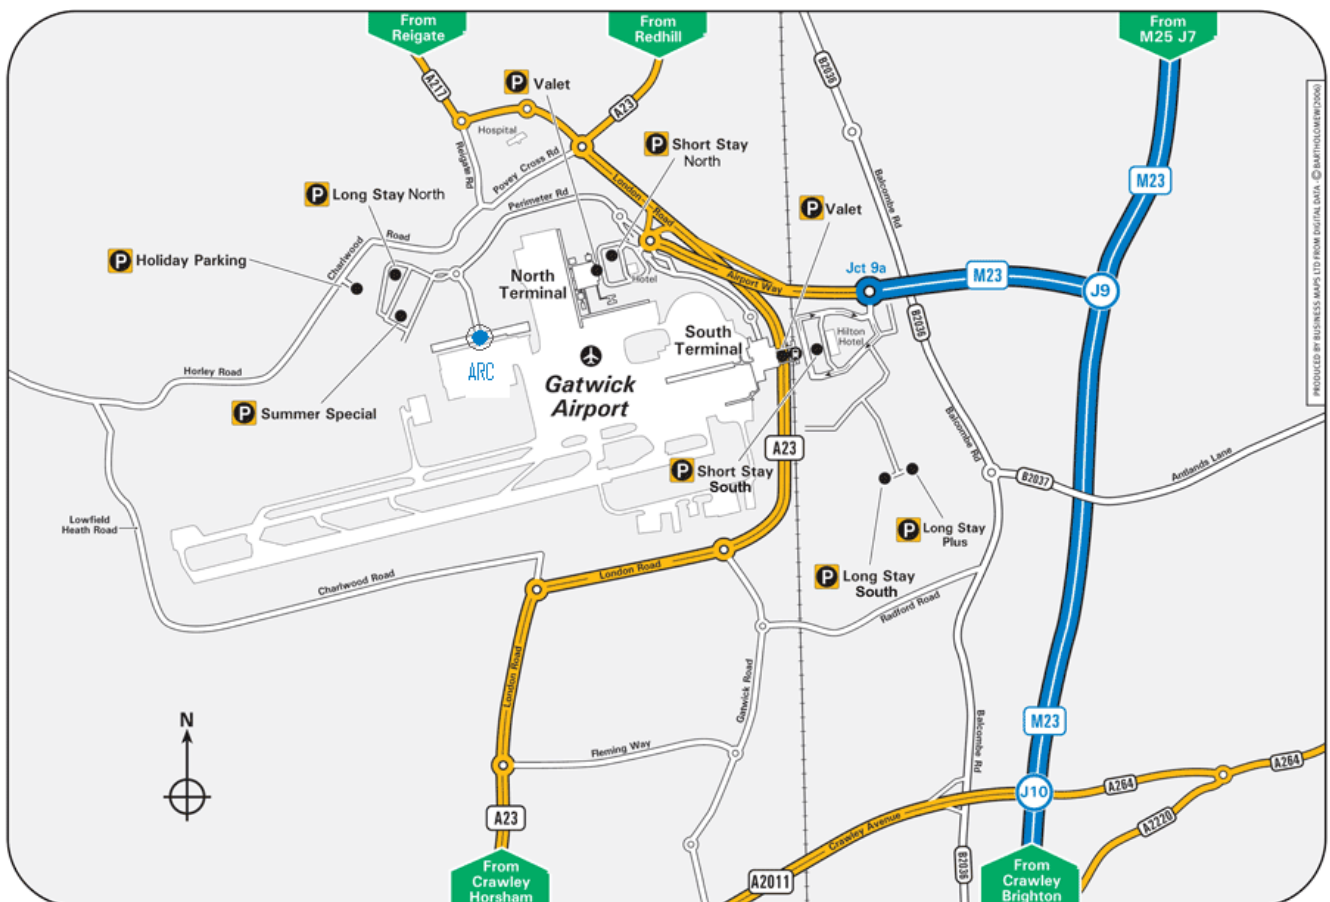 From
Reigate
From
Redhill
From
M25 J7
A217
P Valet
B2036
A23
Hospital
P Short Stay
North
Reigate Rd
Povey Cross Rd
London Road
M23
Balcombe Rd
P Long Stay North
Perimeter Rd
P Valet
Charlwood Road
P Holiday Parking
North
Terminal
Hotel
Airport Way
Jct 9a
M23
J9
B2036
South
Terminal
Hilton
Hotel
ARC
Horley Road
Gatwick
Airport
P Summer Special
Balcombe Rd
A23
P Short Stay
South
B2037
Antlands Lane
Lowfield
Heath Road
P Long Stay
Plus
London Road
Charlwood Road
P Long Stay
South
Radford Road
London Road
Gatwick Road
N
M23
Balcombe Rd
Fleming Way
A264
A264
J10
A23
Crawley Avenue
A2220
From
Crawley
Horsham
A2011
B2036
From
Crawley
Brighton
PRODUCED BY BUSINESS MAPS LTD FROM DIGITAL DATA - © BARTHOLOMEW(2006)